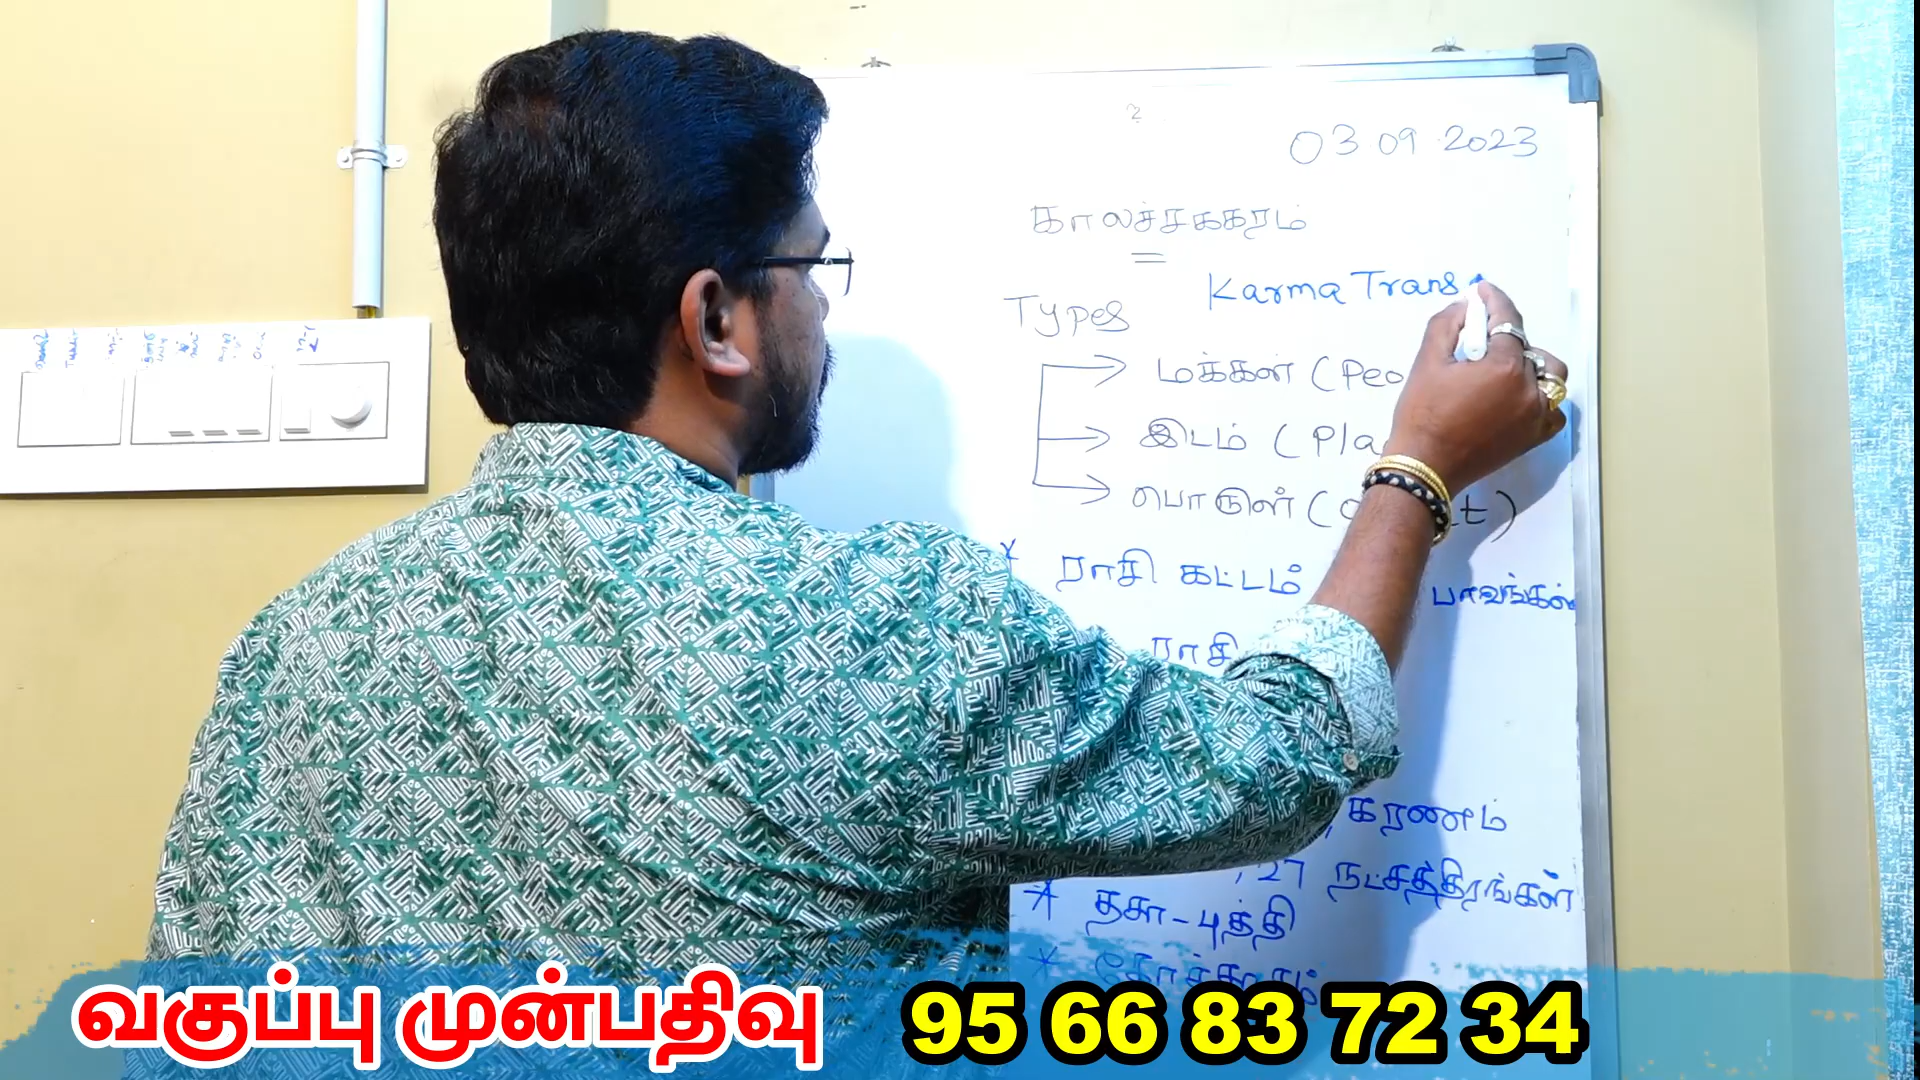 03.09.2023
காலச்சக்கரம்
Karma Trans
Types
மக்கள் (Peo
இடம் (Pla
பொருள் ( t)
* ராசி கட்டம் பாவங்கள்
ராசி
, கரணம்
, 27 நட்சத்திரங்கள்
* தசா - புத்தி
* கோச்சாரம்
வகுப்பு முன்பதிவு 95 66 83 72 34